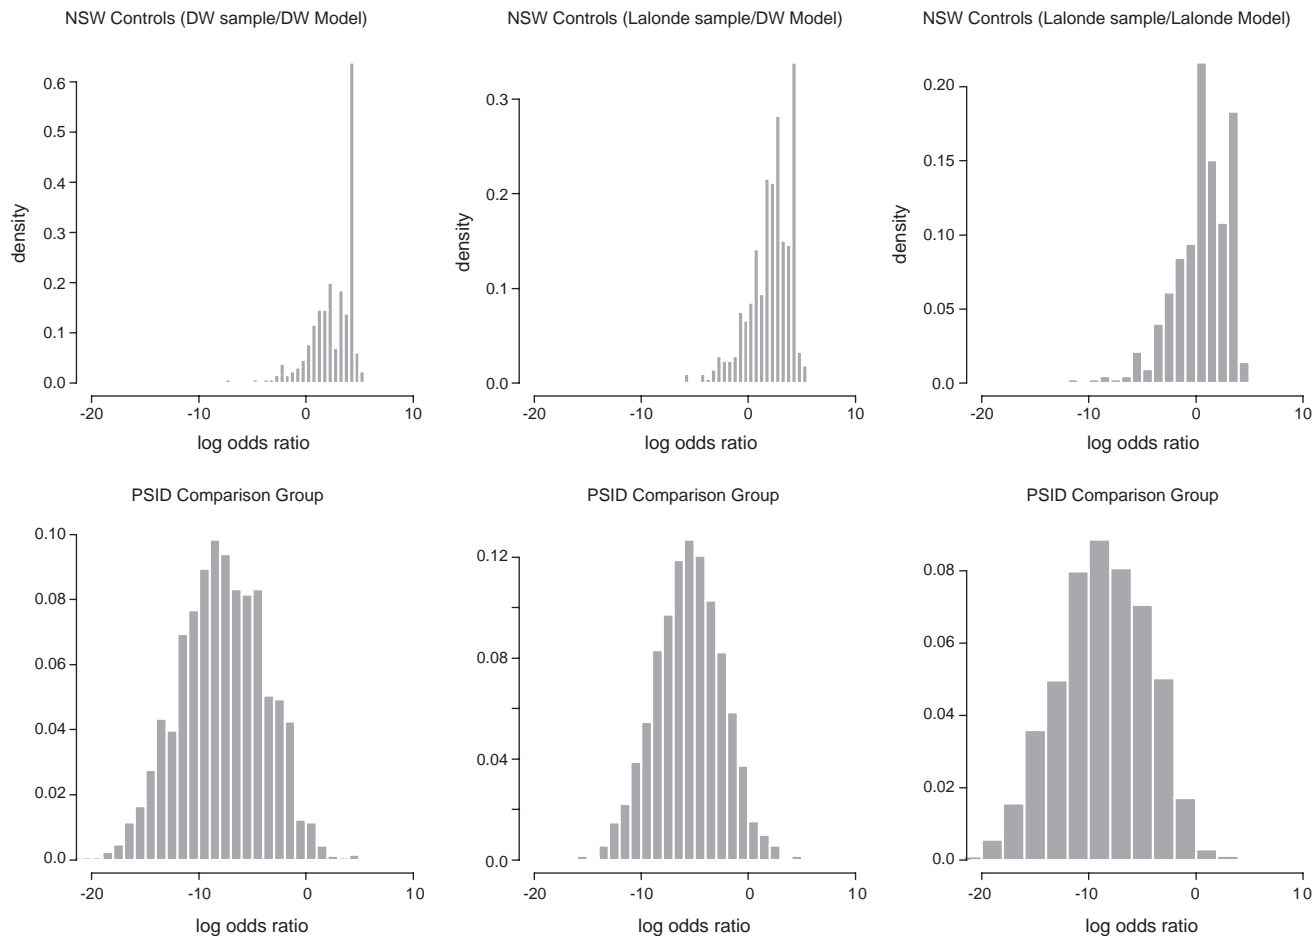 NSW Controls (DW sample/DW Model)
density
0.6
0.5
0.4
0.3
0.2
0.1
0.0
-20 -10 0 10
log odds ratio
NSW Controls (Lalonde sample/DW Model)
density
0.3
0.2
0.1
0.0
-20 -10 0 10
log odds ratio
NSW Controls (Lalonde sample/Lalonde Model)
density
0.20
0.15
0.10
0.05
0.0
-20 -10 0 10
log odds ratio
PSID Comparison Group
0.10
0.08
0.06
0.04
0.02
0.0
-20 -10 0 10
log odds ratio
PSID Comparison Group
0.12
0.08
0.04
0.0
-20 -10 0 10
log odds ratio
PSID Comparison Group
0.08
0.06
0.04
0.02
0.0
-20 -10 0 10
log odds ratio